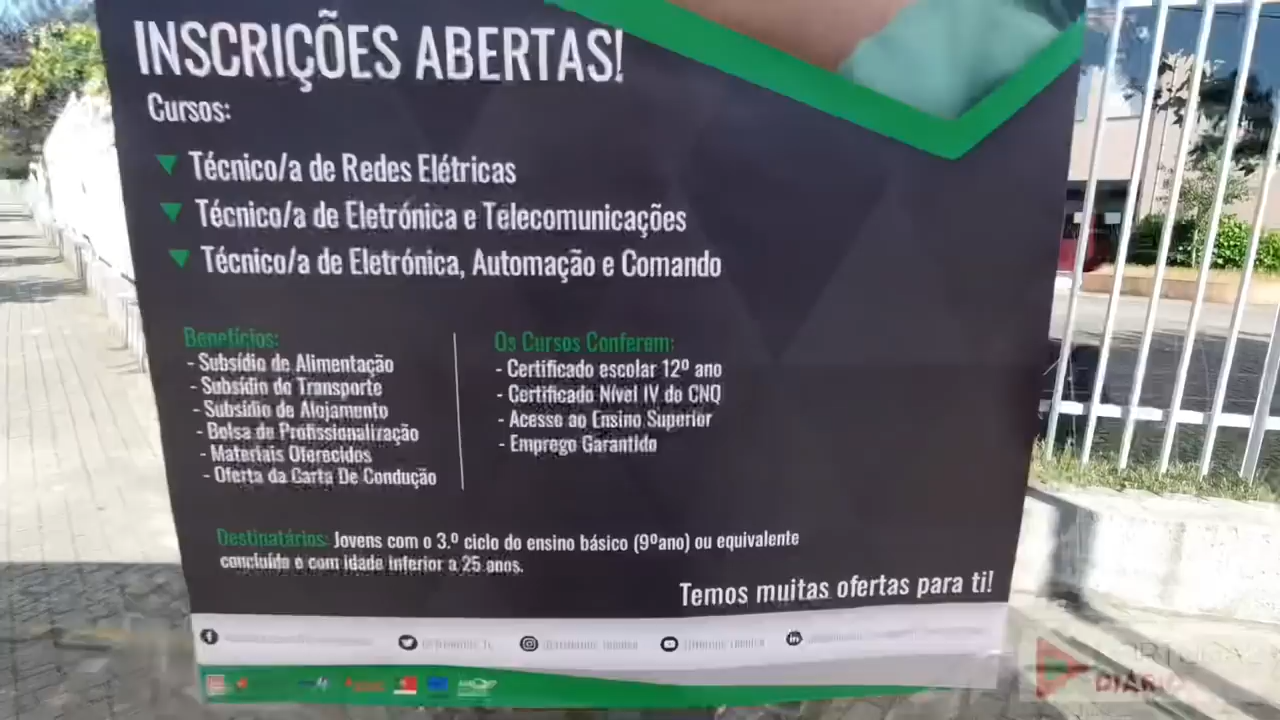 INSCRIÇÕES ABERTAS!
Cursos:
Técnico/a de Redes Elétricas
Técnico/a de Eletrónica e Telecomunicações
Técnico/a de Eletrónica, Automação e Comando
Benefícios:
- Subsídio de Alimentação
- Subsídio de Transporte
- Subsídio de Alojamento
- Bolsa de Profissionalização
- Materiais Oferecidos
- Oferta da Carta De Condução
Os Cursos Conferem:
- Certificado escolar 12º ano
- Certificado Nível IV do CNQ
- Acesso ao Ensino Superior
- Emprego Garantido
Destinatários: Jovens com o 3.º ciclo do ensino básico (9ºano) ou equivalente
concluído e com idade inferior a 25 anos.
Temos muitas ofertas para ti!
PORTUGAL
DIÁRIO